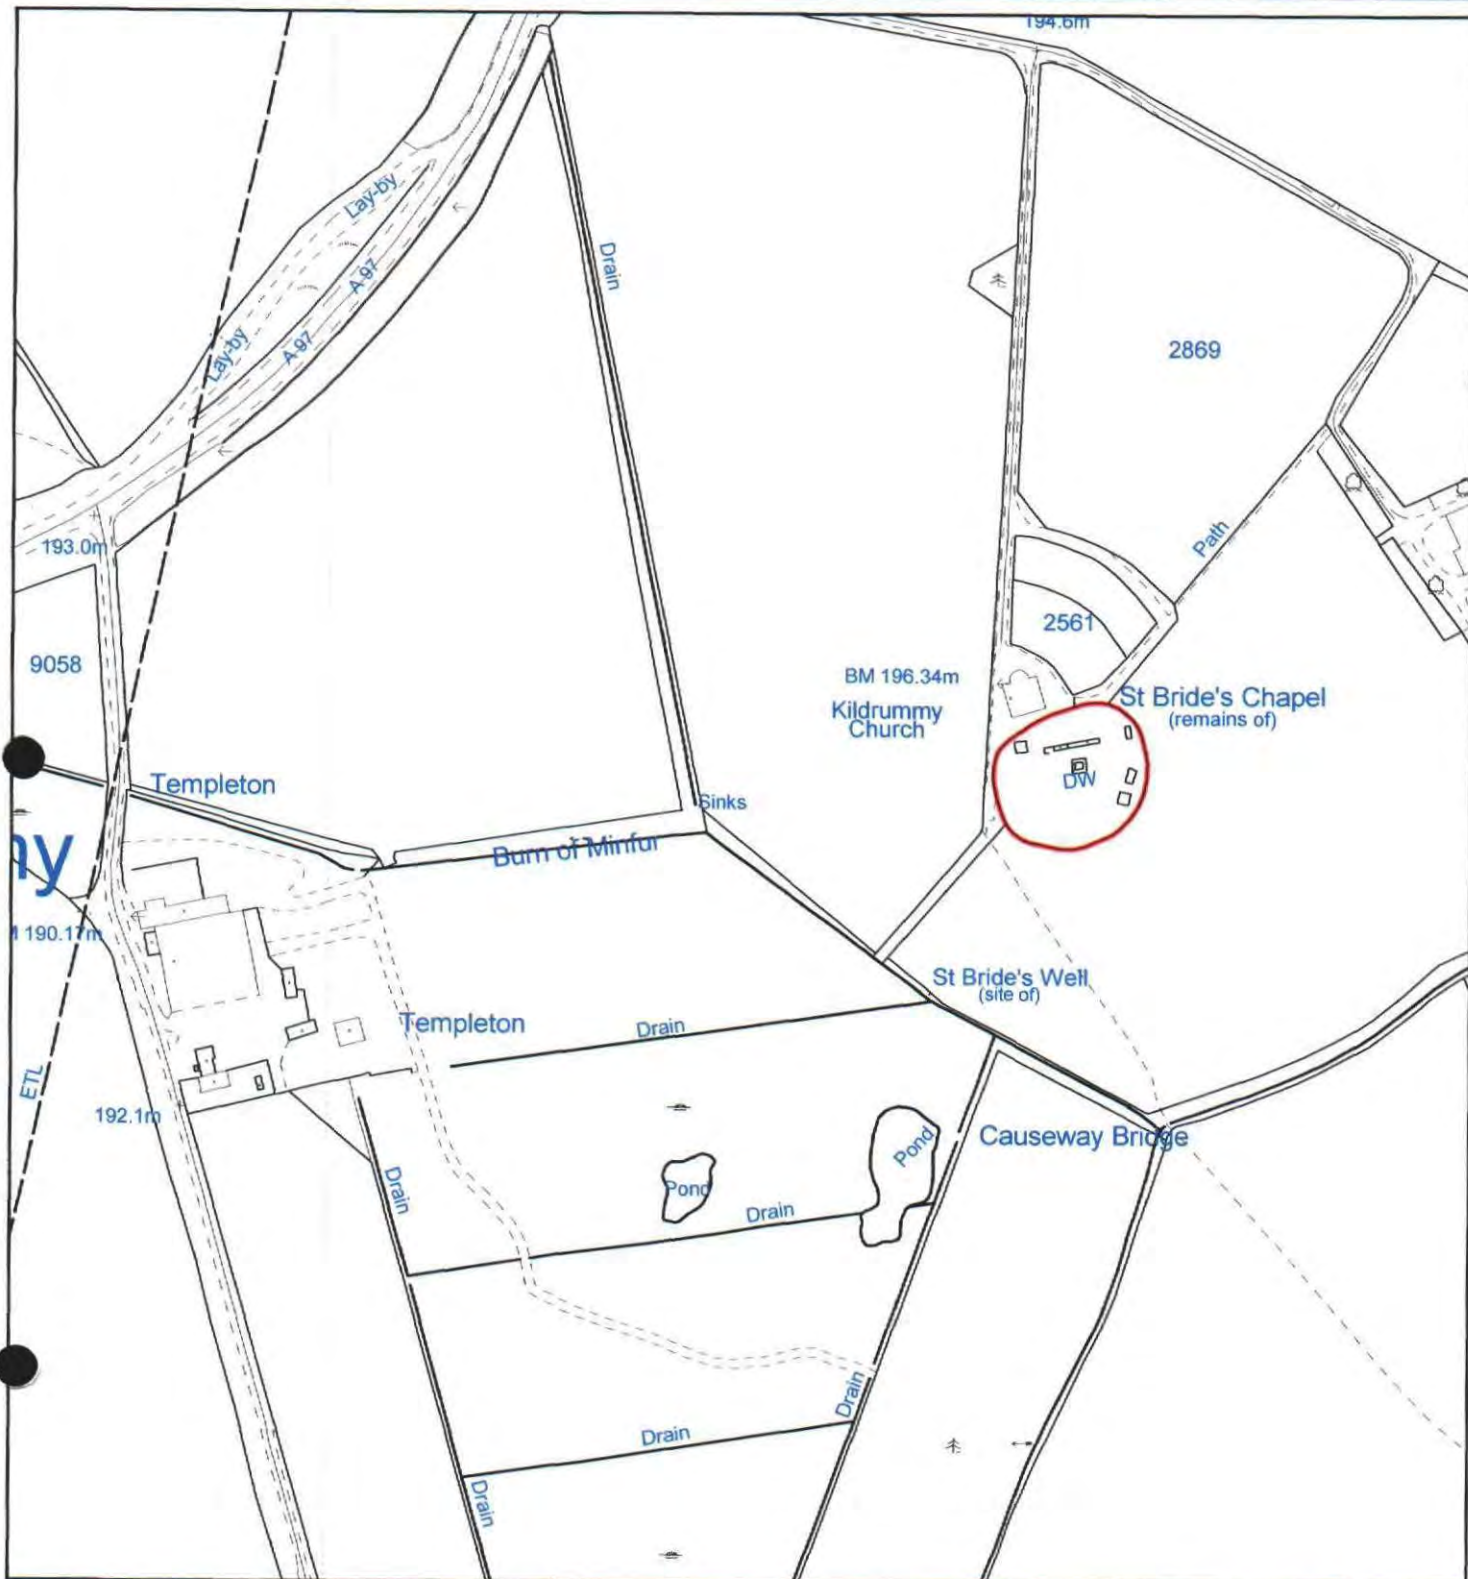 194.6m
Lay-by
A 97
Drain
Lay-by
A 97
2869
Path
193.0m
2561
9058
BM 196.34m
Kildrummy
Church
St Bride's Chapel
(remains of)
DW
Templeton
Sinks
Burn of Minfur
ny
190.17m
St Bride's Well
(site of)
Templeton
Drain
ETL
192.1m
Causeway Bridge
Pond
Pond
Drain
Drain
Drain
Drain
Drain